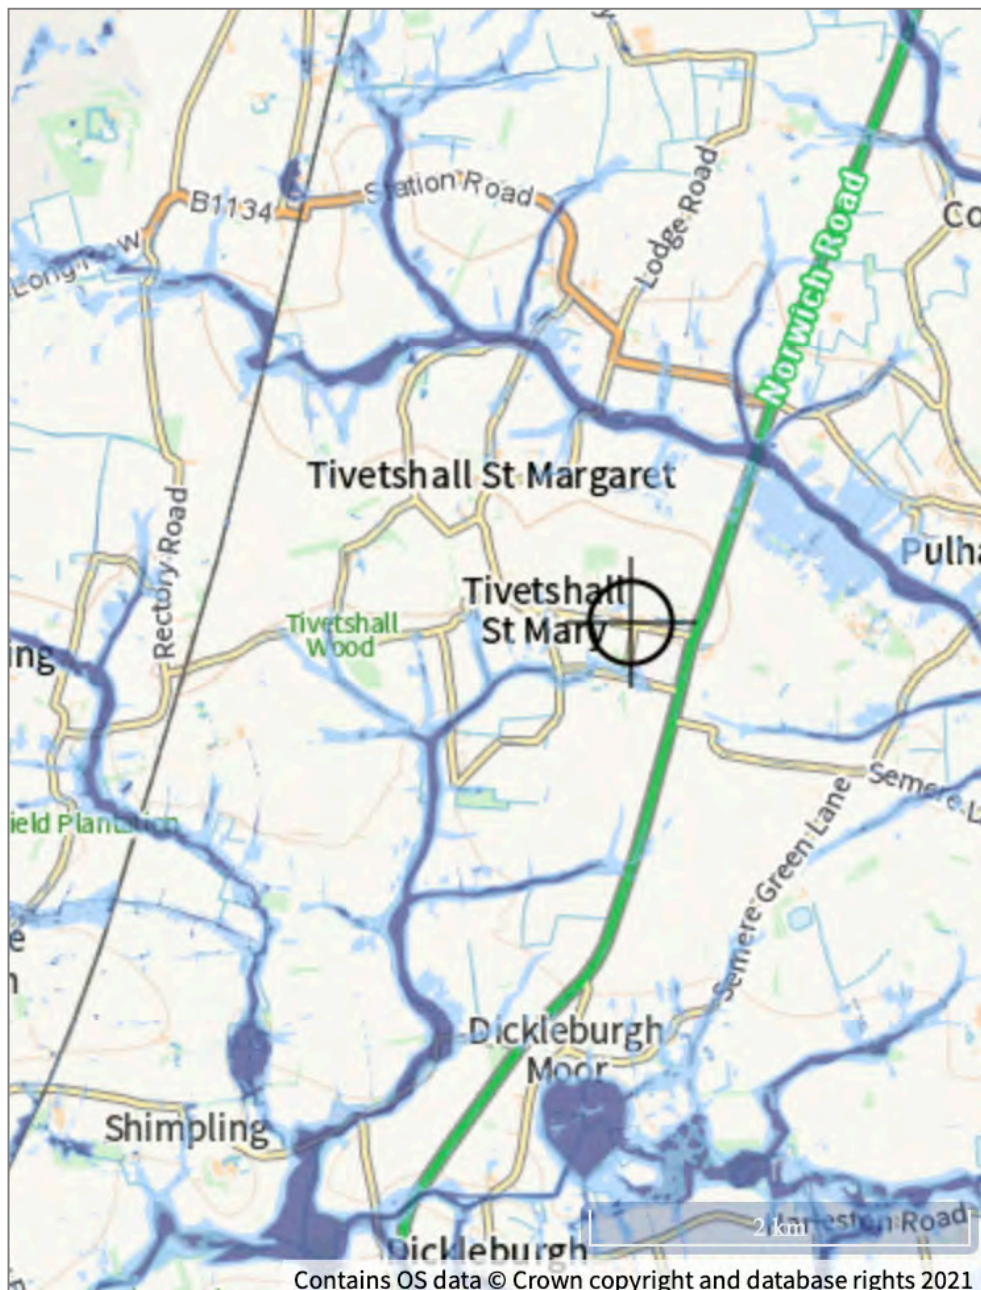 Station Road
B1134
Lodge Road
Norwich Road
Co
Long Row
Tivetshall St Margaret
Rectory Road
Pulha
Tivetshall
St Mary
Tivetshall
Wood
ing
Semere
Semere Green Lane
ield Plantation
Dickleburgh
Moor
Shimpling
Road
2 km
Dickleburgh
Contains OS data © Crown copyright and database rights 2021